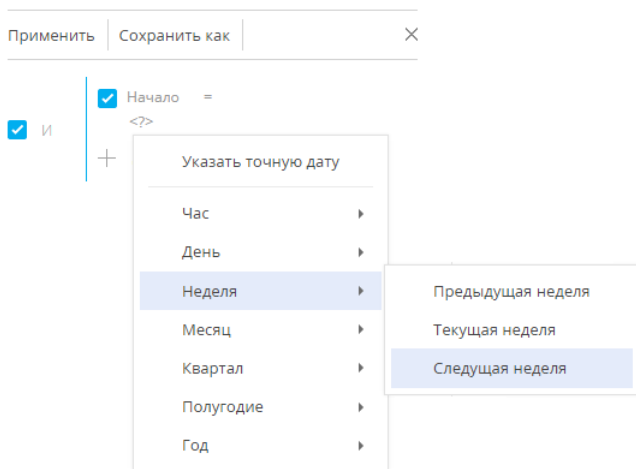 Применить Сохранить как
Начало =
И
<?>
Указать точную дату
Час
День
Неделя
Предыдущая неделя
Месяц
Текущая неделя
Квартал
Следущая неделя
Полугодие
Год